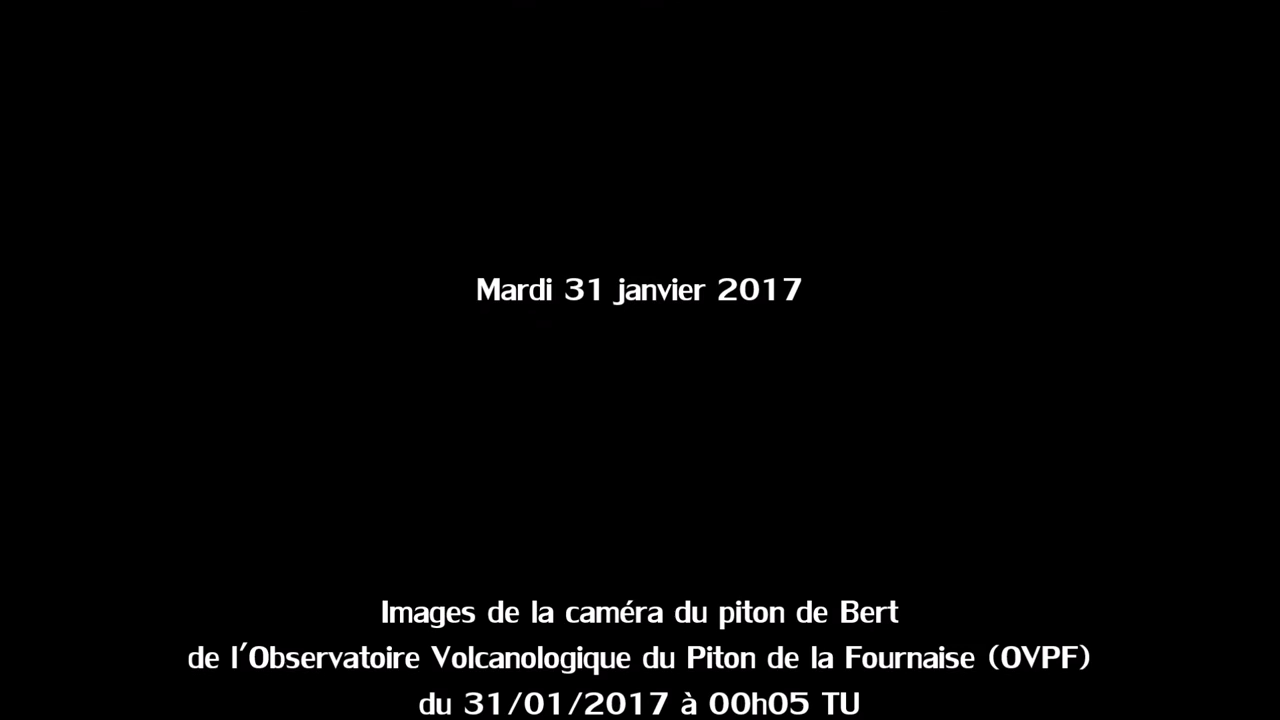 Mardi 31 janvier 2017
Images de la caméra du piton de Bert
de l'Observatoire Volcanologique du Piton de la Fournaise (OVPF)
du 31/01/2017 à 00h05 TU